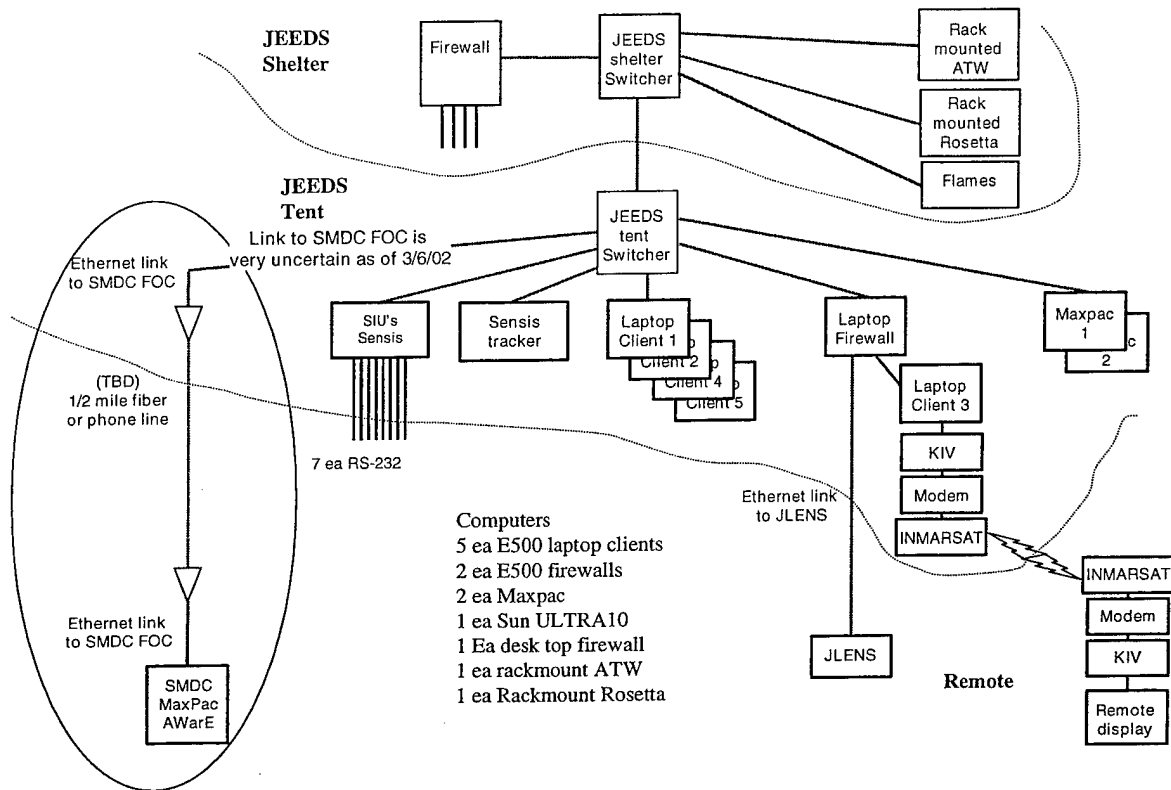 JEEDS
Shelter
Firewall
JEEDS
shelter
Switcher
Rack
mounted
ATW
Rack
mounted
Rosetta
Flames
JEEDS
Tent
JEEDS
tent
Switcher
Link to SMDC FOC is
very uncertain as of 3/6/02
Ethernet link
to SMDC FOC
SIU's
Sensis
Sensis
tracker
Laptop
Client 1
Client 2
Client 4
Client 5
Laptop
Firewall
Maxpac
1
2
(TBD)
1/2 mile fiber
or phone line
Laptop
Client 3
KIV
Modem
INMARSAT
7 ea RS-232
Ethernet link
to JLENS
Computers
5 ea E500 laptop clients
2 ea E500 firewalls
2 ea Maxpac
1 ea Sun ULTRA10
1 Ea desk top firewall
1 ea rackmount ATW
1 ea Rackmount Rosetta
INMARSAT
Modem
KIV
Remote
display
Ethernet link
to SMDC FOC
SMDC
MaxPac
AWarE
JLENS
Remote